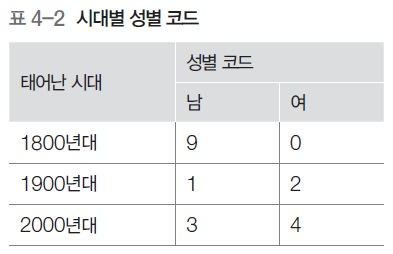 표 4-2 시대별 성별 코드
태어난 시대 성별 코드
남 여
1800년대 9 0
1900년대 1 2
2000년대 3 4